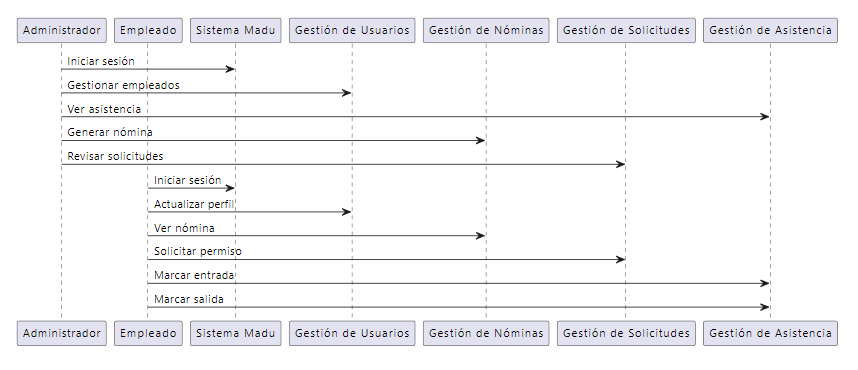 Administrador Empleado Sistema Madu Gestión de Usuarios Gestión de Nóminas Gestión de Solicitudes Gestión de Asistencia
Iniciar sesión
Gestionar empleados
Ver asistencia
Generar nómina
Revisar solicitudes
Iniciar sesión
Actualizar perfil
Ver nómina
Solicitar permiso
Marcar entrada
Marcar salida
Administrador Empleado Sistema Madu Gestión de Usuarios Gestión de Nóminas Gestión de Solicitudes Gestión de Asistencia